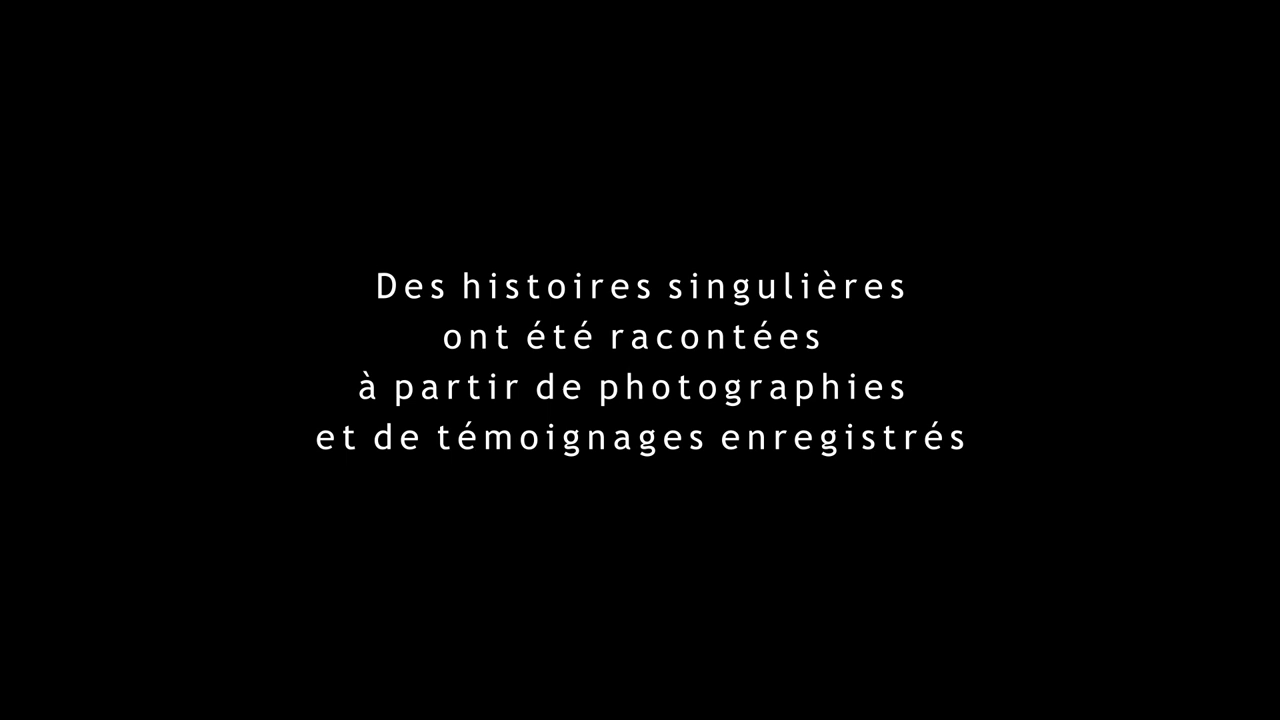 Des histoires singulières
ont été racontées
à partir de photographies
et de témoignages enregistrés